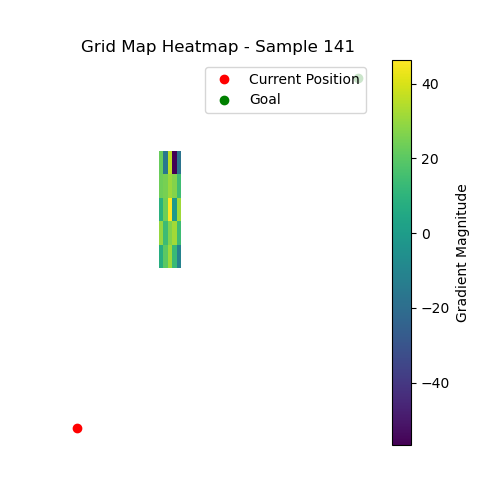 Grid Map Heatmap - Sample 141
Current Position
Goal
40
20
0
−20
−40
Gradient Magnitude